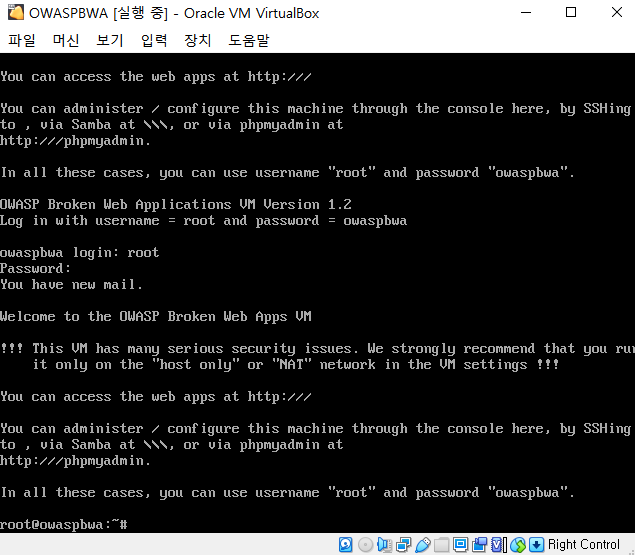 OWASPBWA [실행 중] - Oracle VM VirtualBox
파일 머신 보기 입력 장치 도움말
You can access the web apps at http:///
You can administer / configure this machine through the console here, by SSHing
to , via Samba at \\\, or via phpmyadmin at
http:///phpmyadmin.
In all these cases, you can use username "root" and password "owaspbwa".
OWASP Broken Web Applications VM Version 1.2
Log in with username = root and password = owaspbwa
owaspbwa login: root
Password:
You have new mail.
Welcome to the OWASP Broken Web Apps VM
!!! This VM has many serious security issues. We strongly recommend that you run
it only on the "host only" or "NAT" network in the VM settings !!!
You can access the web apps at http:///
You can administer / configure this machine through the console here, by SSHing
to , via Samba at \\\, or via phpmyadmin at
http:///phpmyadmin.
In all these cases, you can use username "root" and password "owaspbwa".
root@owaspbwa:~#
Right Control